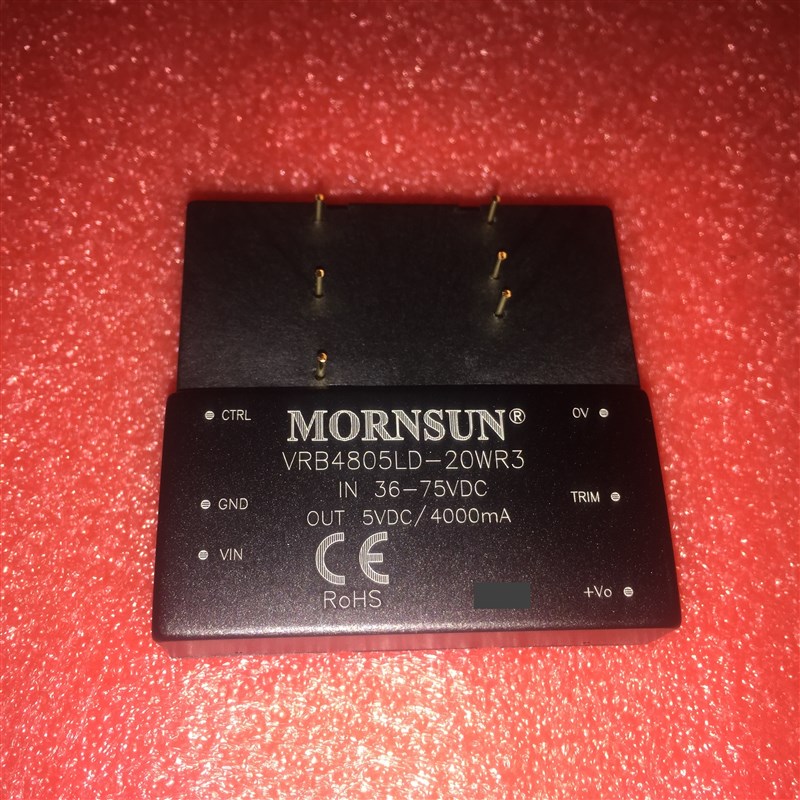 CTRL MORNSUN® 0V
VRB4805LD-20WR3
IN 36-75VDC
GND OUT 5VDC/4000mA TRIM
VIN CE
RoHS +Vo